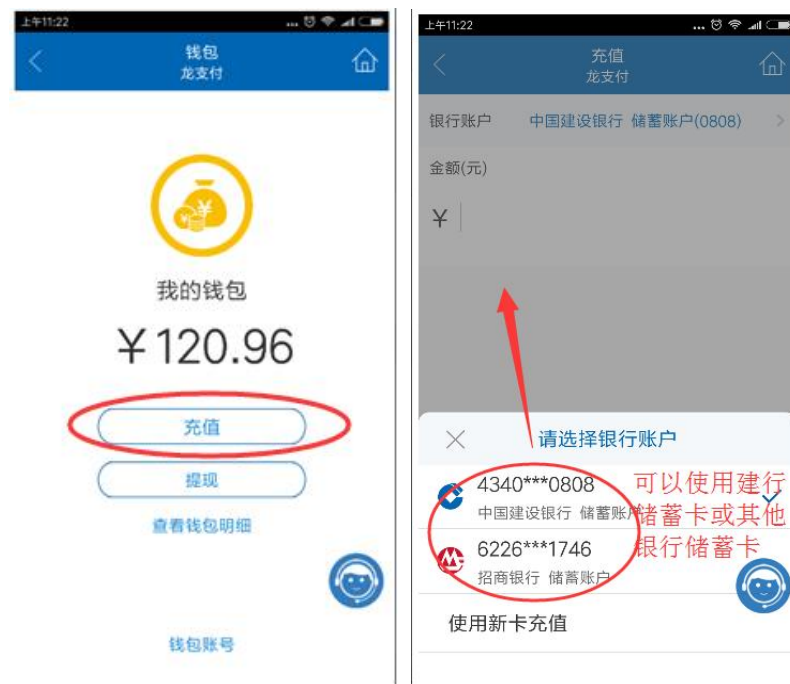 上午11:22
...
钱包
龙支付
我的钱包
￥120.96
充值
提现
查看钱包明细
钱包账号
上午11:22
...
充值
龙支付
银行账户 中国建设银行 储蓄账户(0808)
金额(元)
￥
请选择银行账户
4340***0808
中国建设银行 储蓄账户
6226***1746
招商银行 储蓄账户
可以使用建行
储蓄卡或其他
银行储蓄卡
使用新卡充值